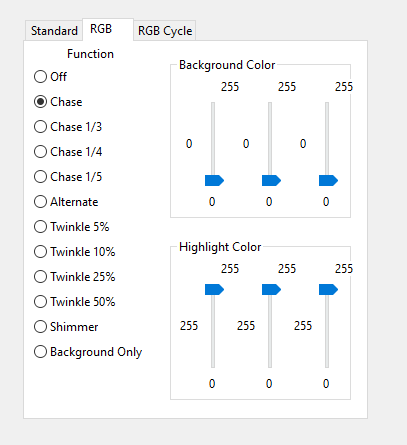 Standard RGB RGB Cycle
Function
Off
Chase
Chase 1/3
Chase 1/4
Chase 1/5
Alternate
Twinkle 5%
Twinkle 10%
Twinkle 25%
Twinkle 50%
Shimmer
Background Only
Background Color
255 255 255
0 0 0
0 0 0
Highlight Color
255 255 255
255 255 255
0 0 0